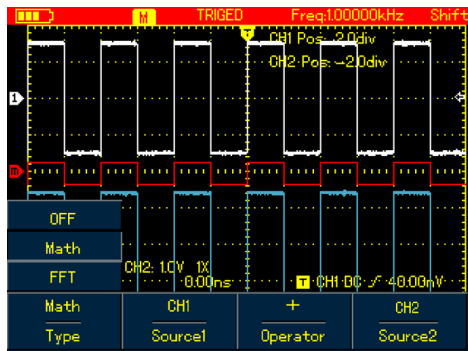 M TRIGED Freq:1.00000kHz Shift
T
CH1 Pos: 2.0div
CH2 Pos: -2.0div
1
m
OFF
Math
FFT
CH2: 1.0V 1X
0.00ns T CH1 DC 40.00mV
Math CH1 + CH2
Type Source1 Operator Source2